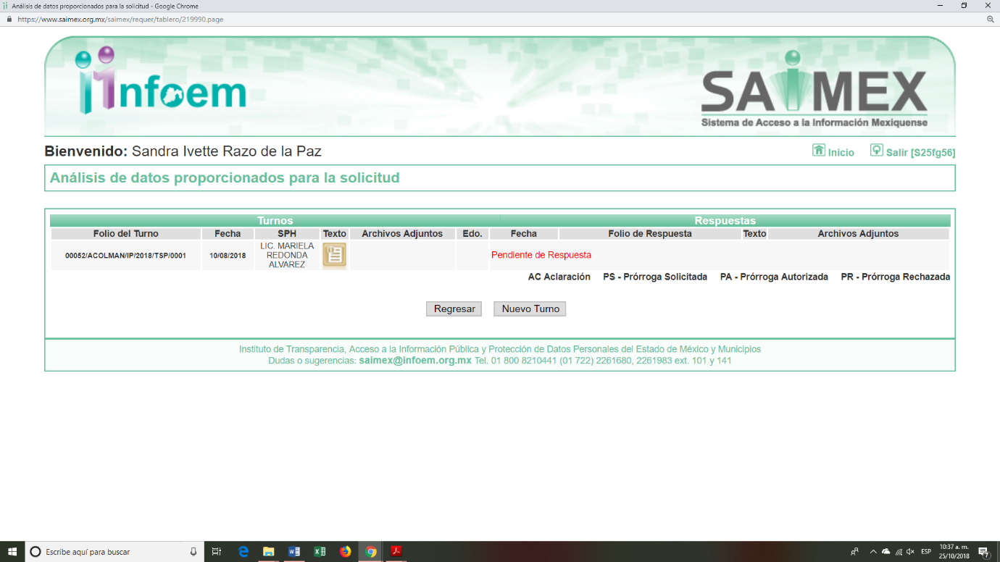 Análisis de datos proporcionados para la solicitud - Google Chrome
https://www.saimex.org.mx/saimex/requer/tablero/219990.page
infoem
SAIMEX
Sistema de Acceso a la Información Mexiquense
Bienvenido: Sandra Ivette Razo de la Paz
Inicio Salir [S25fg56]
Análisis de datos proporcionados para la solicitud
Turnos Respuestas
Folio del Turno Fecha SPH Texto Archivos Adjuntos Edo. Fecha Folio de Respuesta Texto Archivos Adjuntos
00052/ACOLMAN/IP/2018/TSP/0001 10/08/2018 LIC. MARIELA REDONDA ALVAREZ Pendiente de Respuesta
AC Aclaración PS - Prórroga Solicitada PA - Prórroga Autorizada PR - Prórroga Rechazada
Regresar Nuevo Turno
Instituto de Transparencia, Acceso a la Información Pública y Protección de Datos Personales del Estado de México y Municipios
Dudas o sugerencias: saimex@infoem.org.mx Tel. 01 800 8210441 (01 722) 2261680, 2261983 ext. 101 y 141
Escribe aquí para buscar
ESP
10:37 a. m.
25/10/2018
7